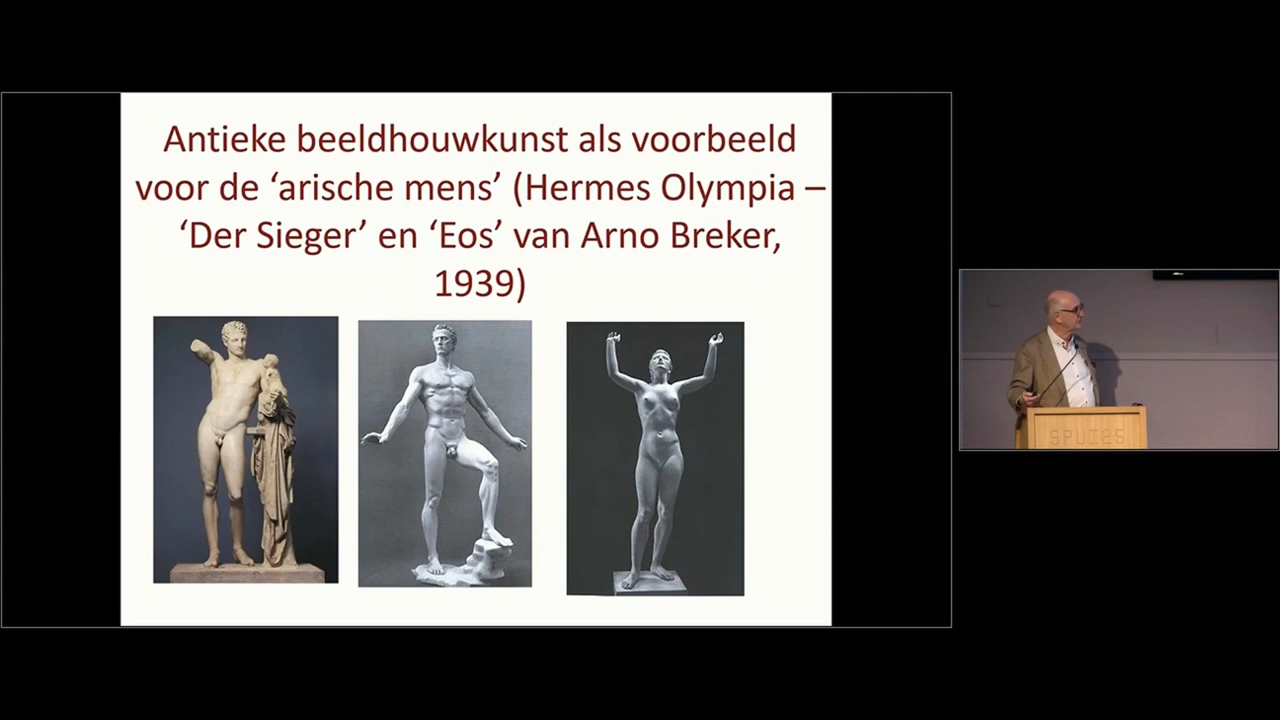 Antieke beeldhouwkunst als voorbeeld
voor de ‘arische mens’ (Hermes Olympia –
‘Der Sieger’ en ‘Eos’ van Arno Breker,
1939)
SPUI25